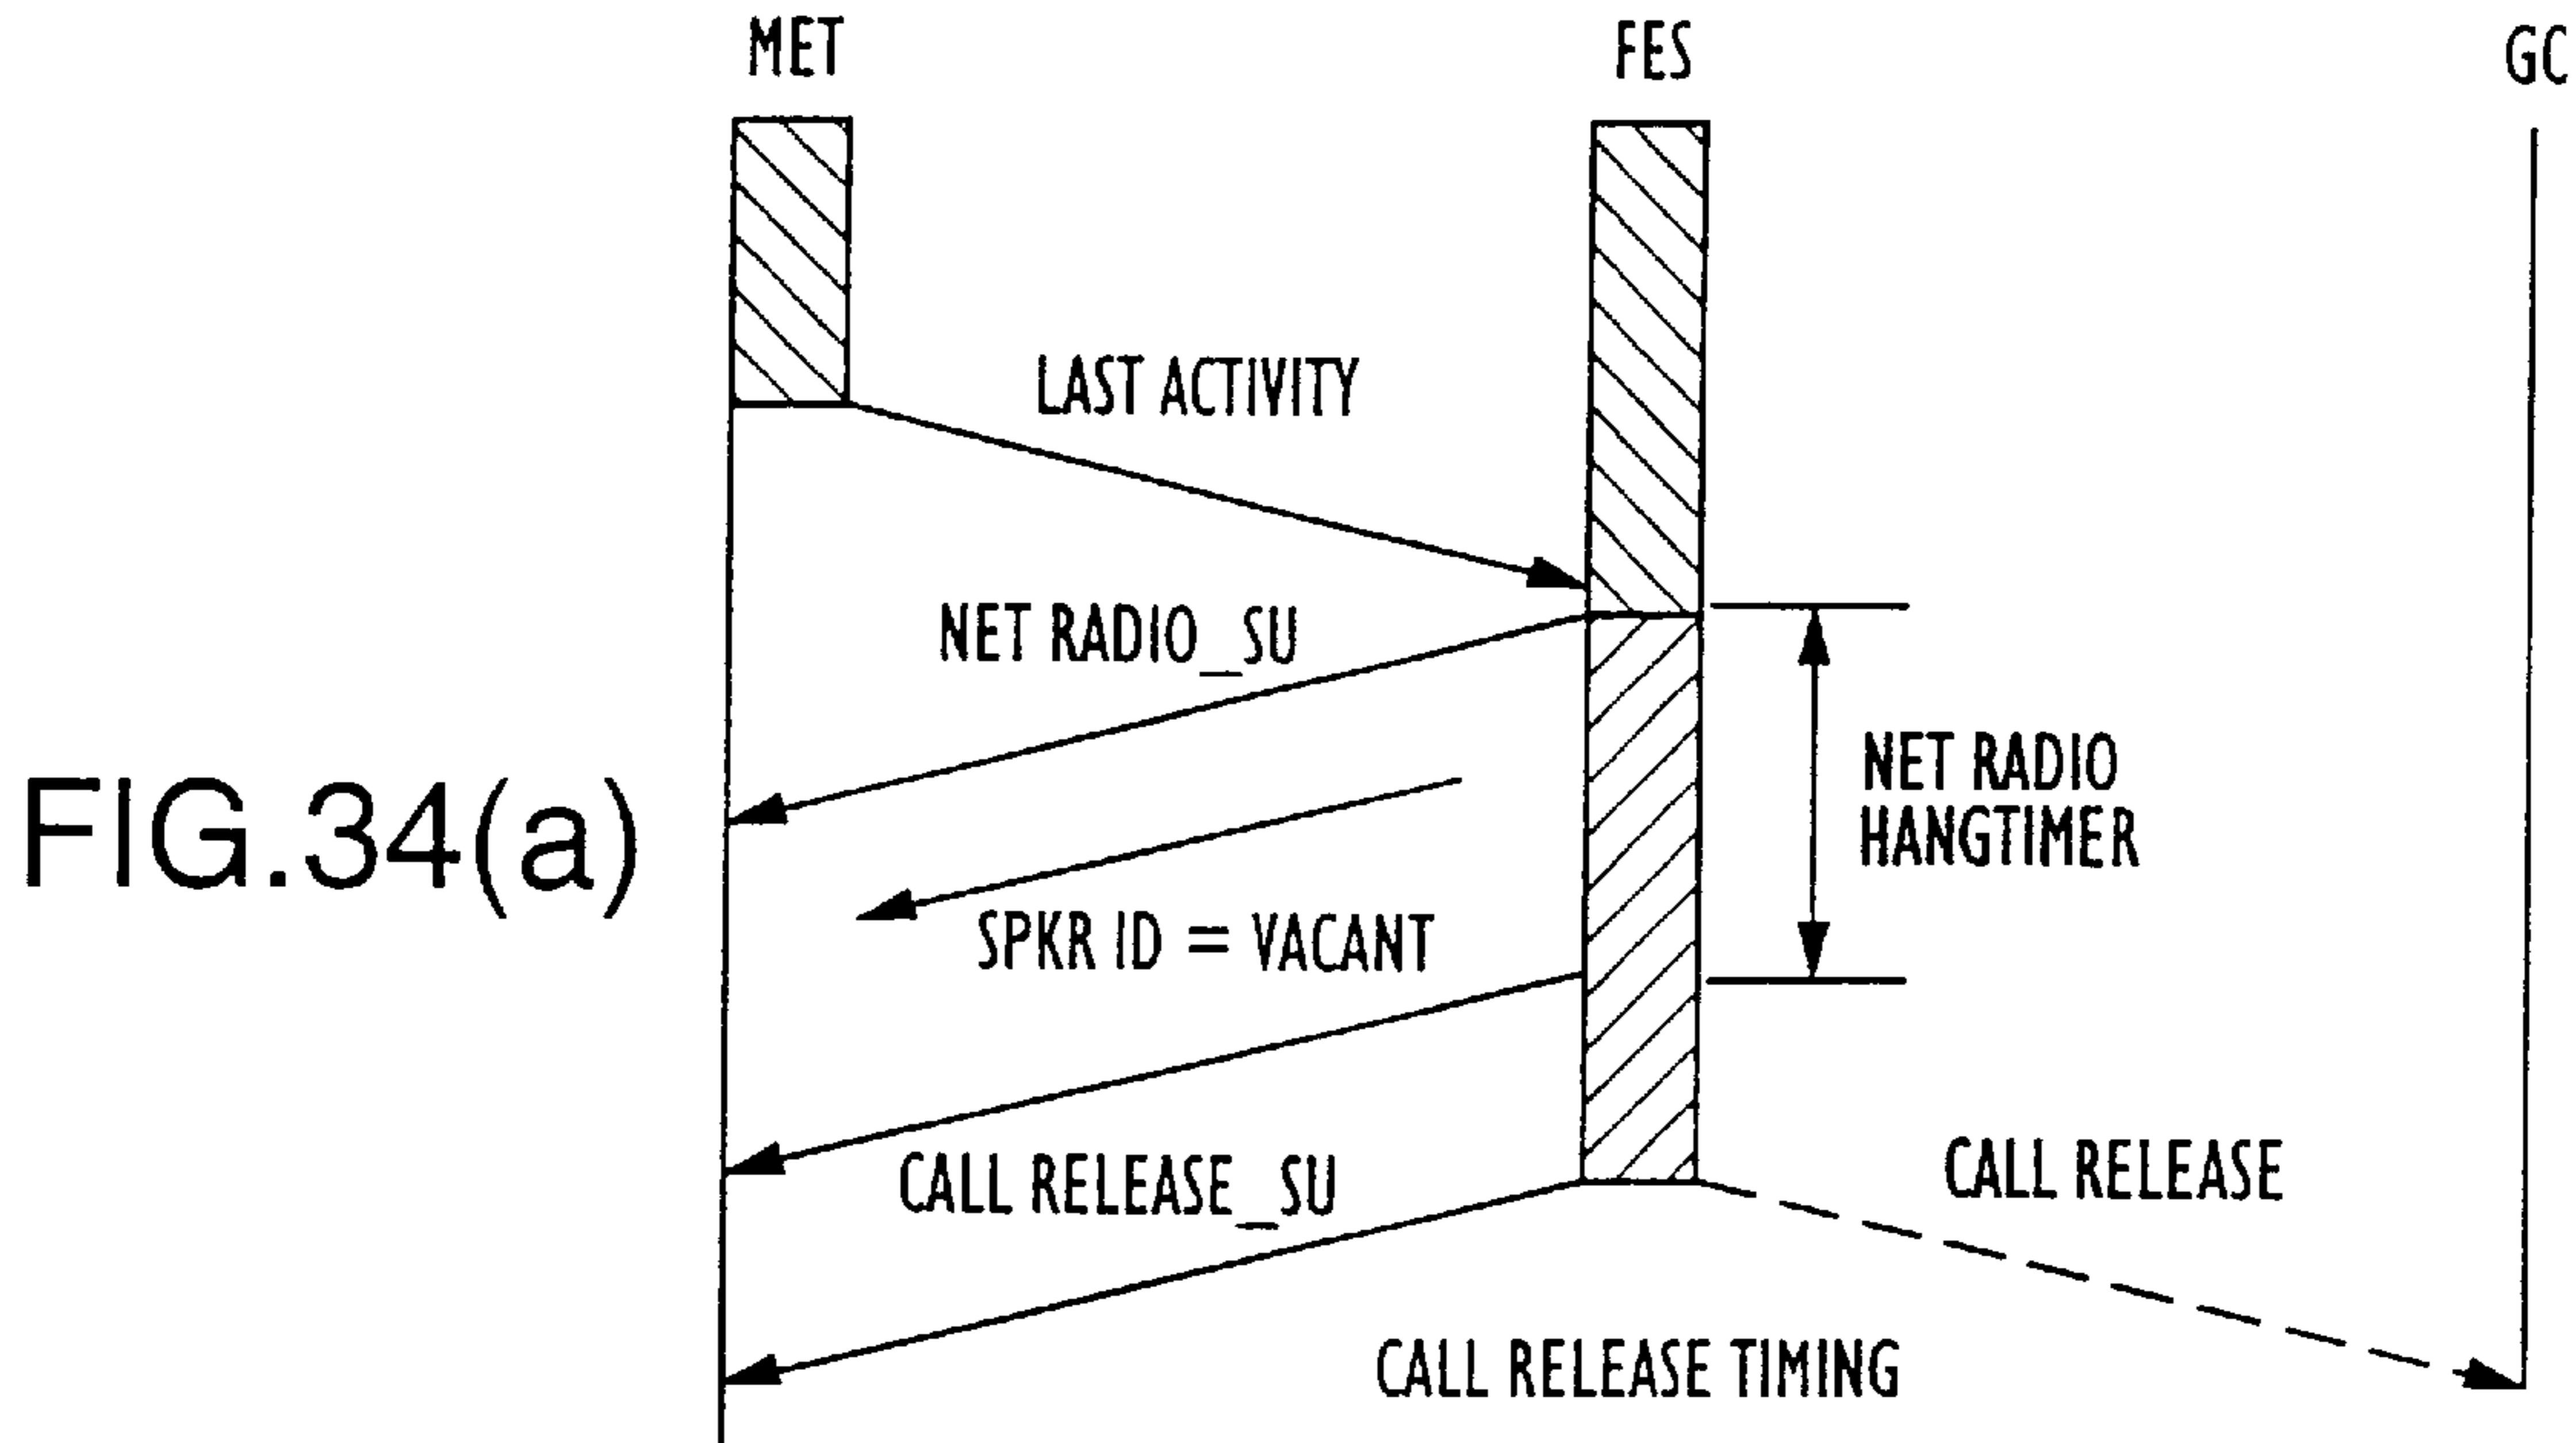 MET
FES
GC
LAST ACTIVITY
NET RADIO_SU
NET RADIO
HANGTIMER
FIG.34(a)
SPKR ID = VACANT
CALL RELEASE_SU
CALL RELEASE
CALL RELEASE TIMING